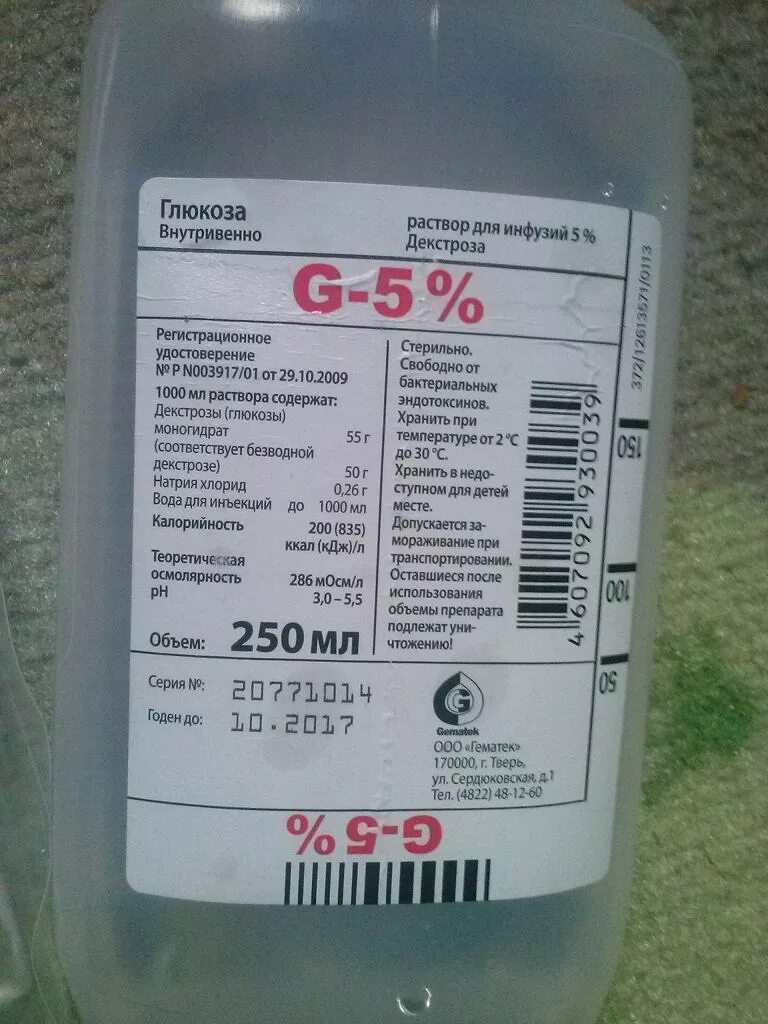 Глюкоза
Внутривенно
раствор для инфузий 5 %
Декстроза
G-5%
Регистрационное
удостоверение
№ Р N003917/01 от 29.10.2009
1000 мл раствора содержат:
Декстрозы (глюкозы)
моногидрат 55 г
(соответствует безводной
декстрозе) 50 г
Натрия хлорид 0,26 г
Вода для инъекций до 1000 мл
Калорийность 200 (835)
ккал (кДж)/л
Теоретическая
осмолярность 286 мОсм/л
pH 3,0 – 5,5
Объем: 250 мл
Стерильно.
Свободно от
бактериальных
эндотоксинов.
Хранить при
температуре от 2 °C
до 30 °C.
Хранить в недо-
ступном для детей
месте.
Допускается за-
мораживание при
транспортировании.
Оставшиеся после
использования
объемы препарата
подлежат уни-
чтожению!
4 607092 930039
372/12613571/0113
150
100
50
Серия №: 20771014
Годен до: 10.2017
G
Gematek
ООО «Гематек»
170000, г. Тверь,
ул. Сердюковская, д.1
Тел. (4822) 48-12-60
G-5%